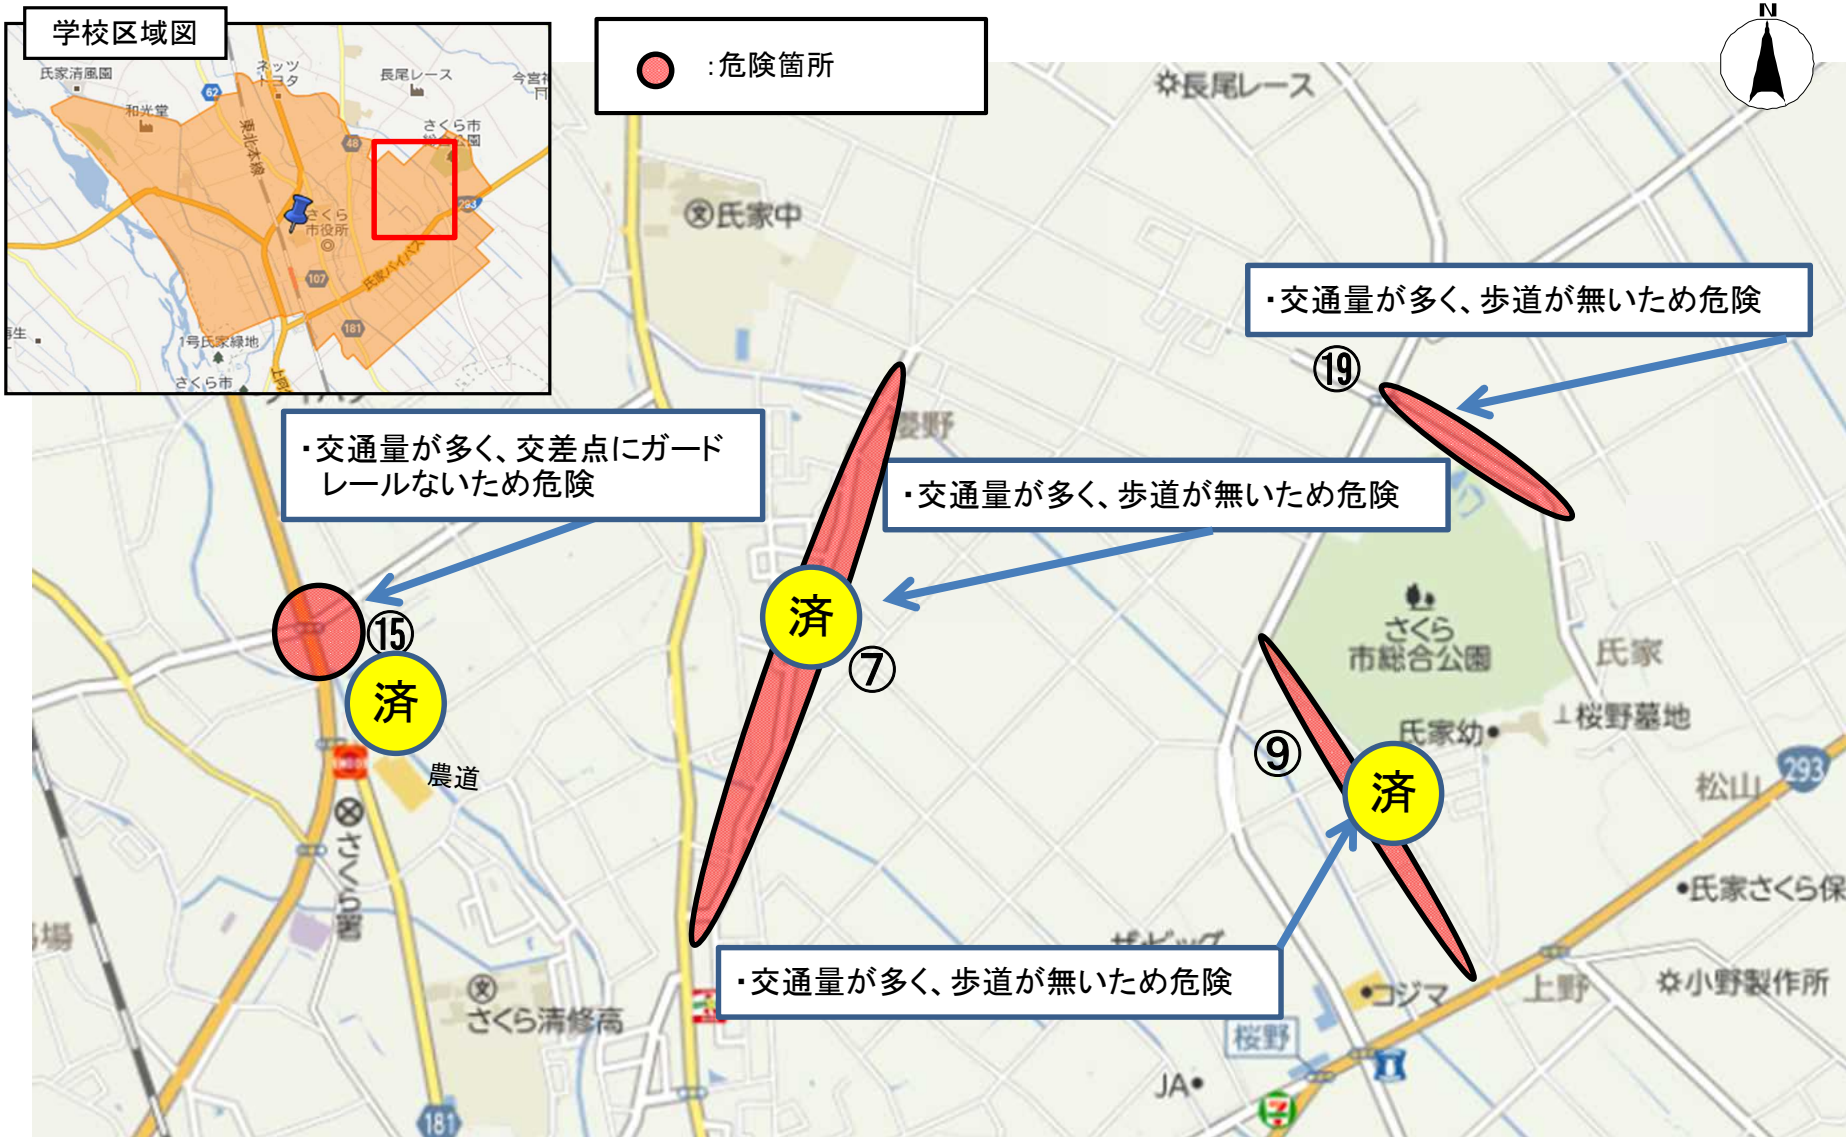 学校区域図
氏家清風園
ネッツ
トヨタ
長尾レース
和光堂
62
東北本線
48
さくら市
総合公園
293
さくら
市役所
107
氏家バイパス
181
1号氏家緑地
さくら市
:危険箇所
N
長尾レース
氏家中
・交通量が多く、歩道が無いため危険
⑲
櫻野
・交通量が多く、交差点にガード
レールないため危険
・交通量が多く、歩道が無いため危険
⑮
済
済
⑦
さくら
市総合公園
氏家
桜野墓地
氏家幼
⑨
済
293
松山
農道
さくら署
氏家さくら保
・交通量が多く、歩道が無いため危険
さくら清修高
コジマ
上野
小野製作所
桜野
JA
181